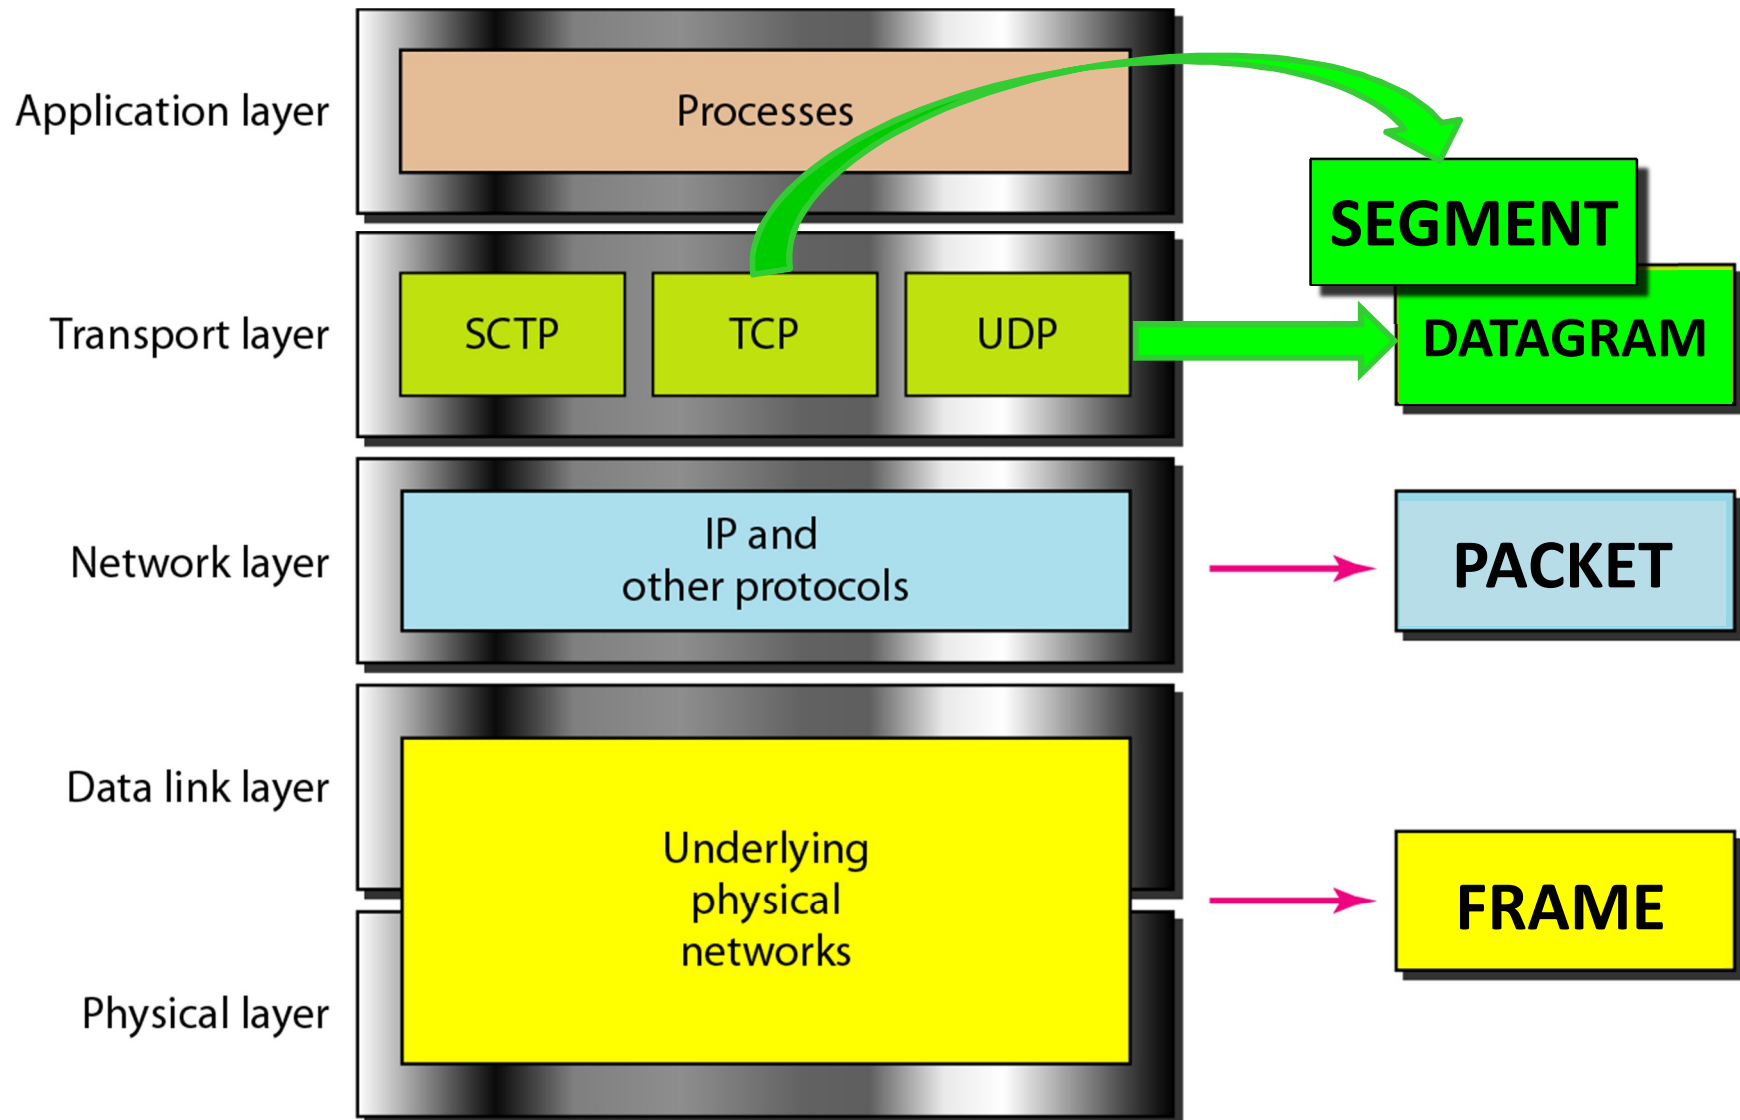 Application layer
Processes
SEGMENT
Transport layer
SCTP
TCP
UDP
DATAGRAM
Network layer
IP and
other protocols
PACKET
Data link layer
Underlying
physical
networks
FRAME
Physical layer